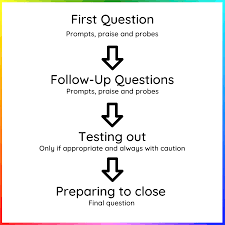 First Question
Prompts, praise and probes
Follow-Up Questions
Prompts, praise and probes
Testing out
Only if appropriate and always with caution
Preparing to close
Final question